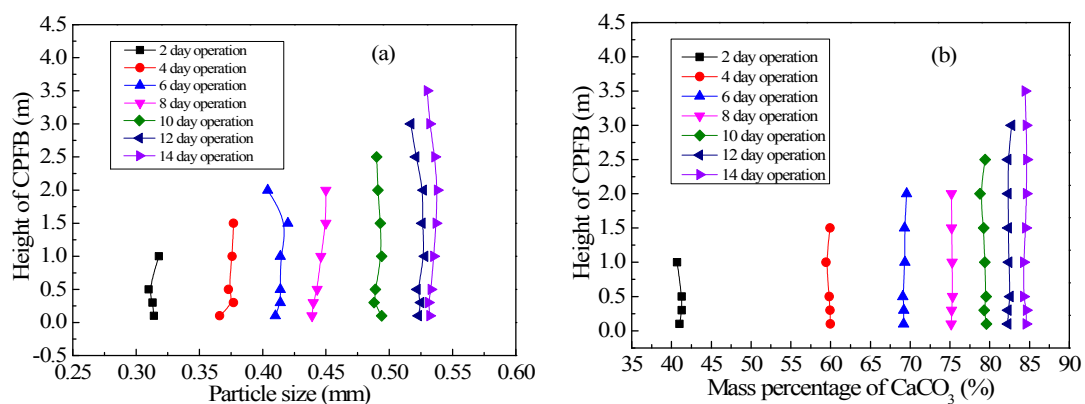 4.5
4.0
3.5
3.0
2.5
2.0
1.5
1.0
0.5
0.0
-0.5
Height of CPFB (m)
2 day operation
4 day operation
6 day operation
8 day operation
10 day operation
12 day operation
14 day operation
(a)
0.25 0.30 0.35 0.40 0.45 0.50 0.55 0.60
Particle size (mm)
4.5
4.0
3.5
3.0
2.5
2.0
1.5
1.0
0.5
0.0
Height of CPFB (m)
2 day operation
4 day operation
6 day operation
8 day operation
10 day operation
12 day operation
14 day operation
(b)
35 40 45 50 55 60 65 70 75 80 85 90
Mass percentage of CaCO₃ (%)